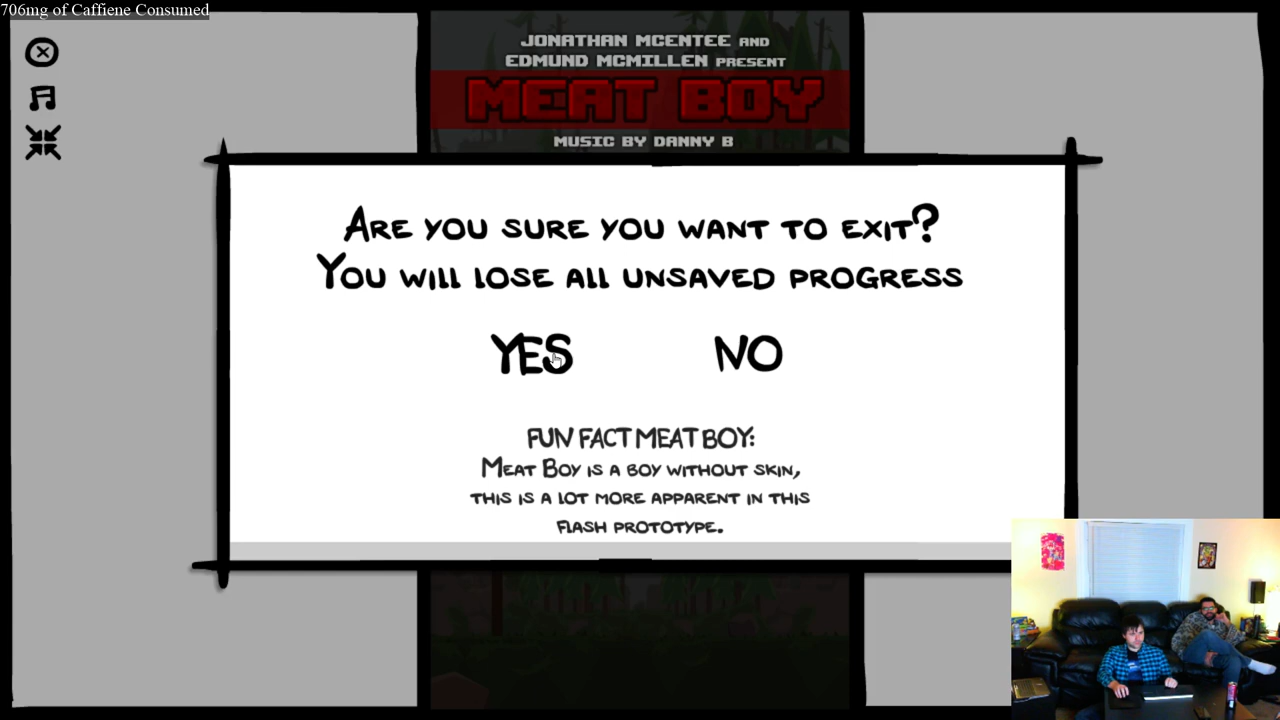 706mg of Caffiene Consumed
JONATHAN MCENTEE AND
EDMUND MCMILLEN PRESENT
MEAT BOY
MUSIC BY DANNY B
ARE YOU SURE YOU WANT TO EXIT?
YOU WILL LOSE ALL UNSAVED PROGRESS
YES NO
FUN FACT MEAT BOY:
MEAT BOY IS A BOY WITHOUT SKIN,
THIS IS A LOT MORE APPARENT IN THIS
FLASH PROTOTYPE.